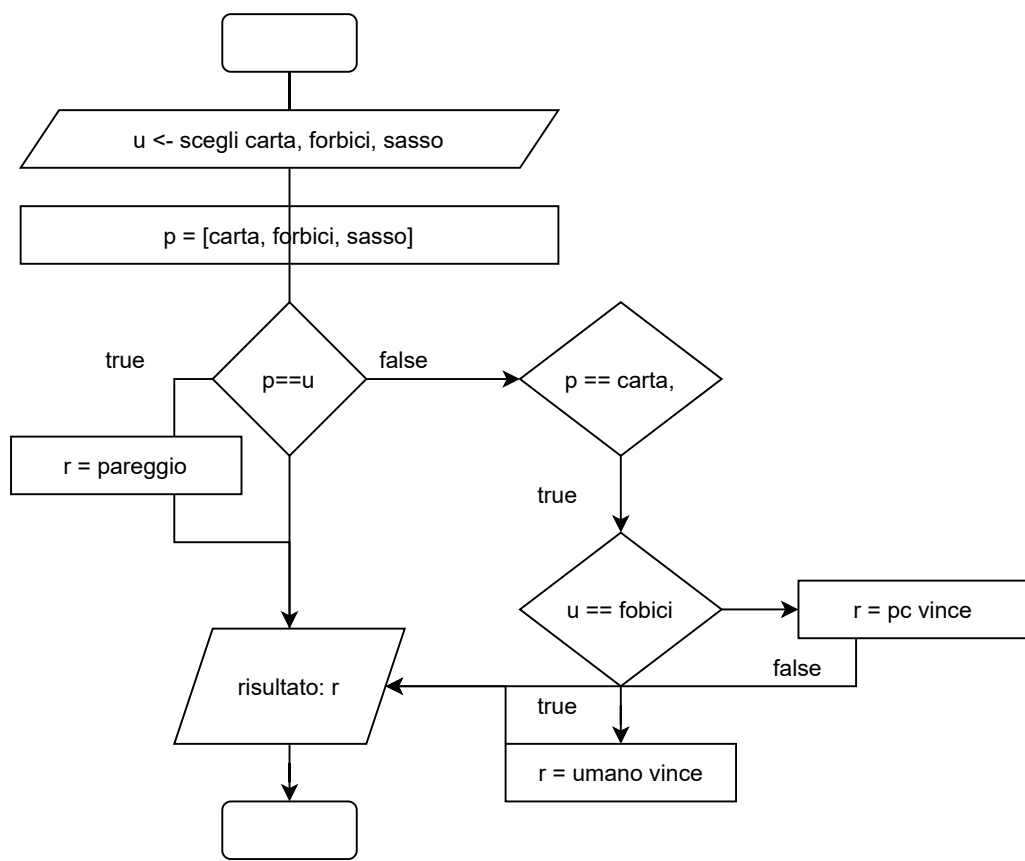 u <- scegli carta, forbici, sasso
p = [carta, forbici, sasso]
true
p==u
false
p == carta,
r = pareggio
true
u == fobici
r = pc vince
risultato: r
false
true
r = umano vince